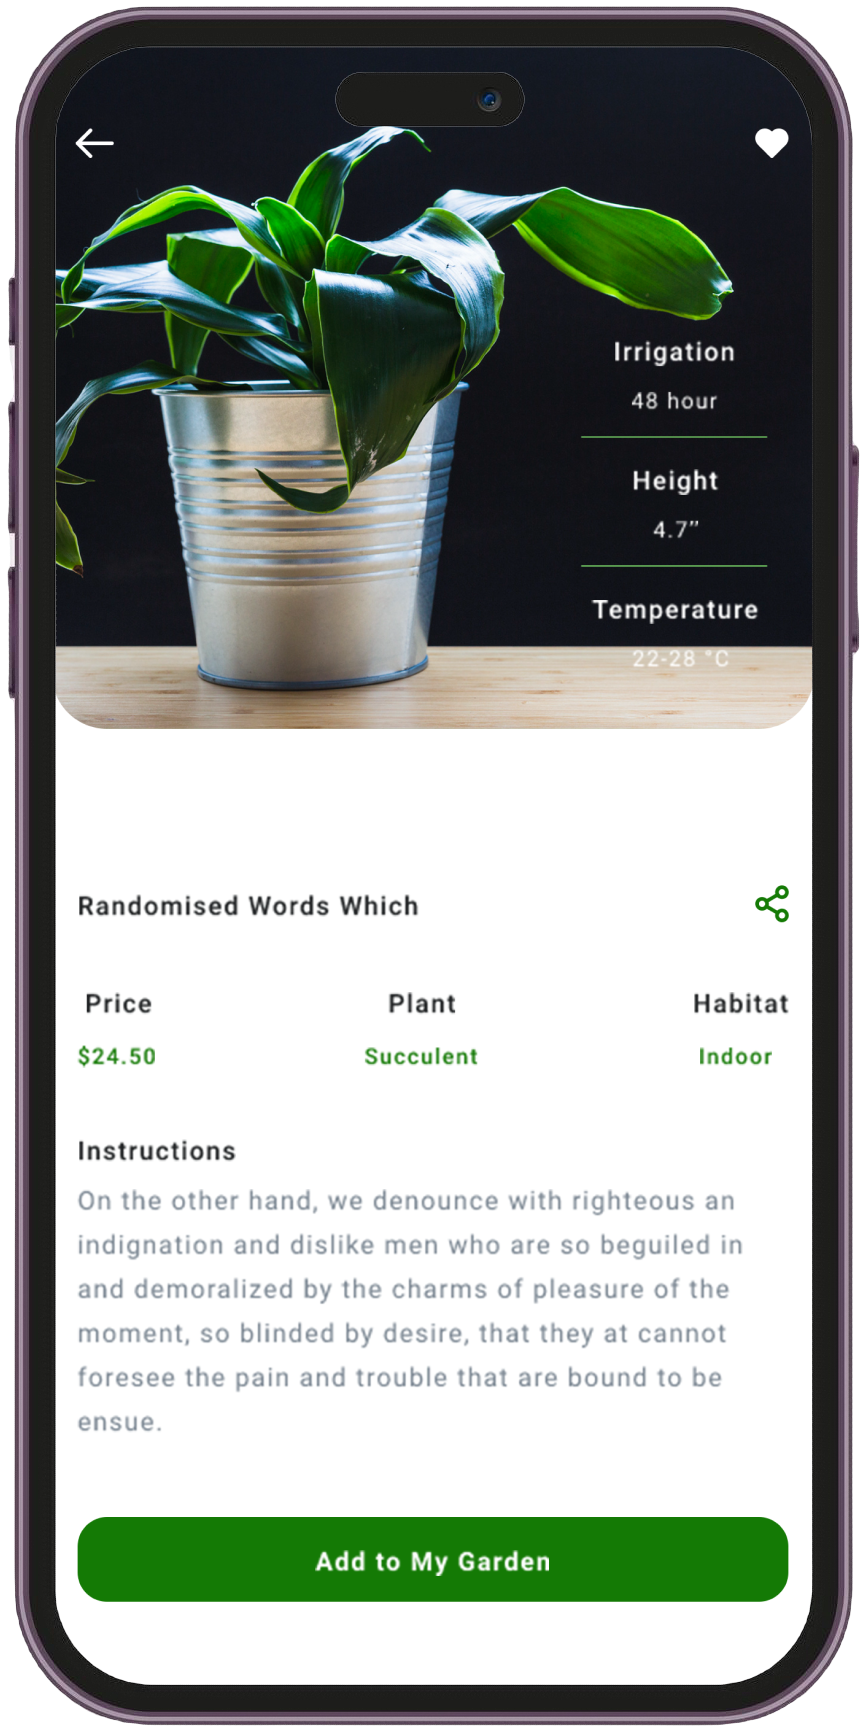 Irrigation
48 hour
Height
4.7”
Temperature
22-28 °C
Randomised Words Which
Price
Plant
Habitat
$24.50
Succulent
Indoor
Instructions
On the other hand, we denounce with righteous an
indignation and dislike men who are so beguiled in
and demoralized by the charms of pleasure of the
moment, so blinded by desire, that they at cannot
foresee the pain and trouble that are bound to be
ensue.
Add to My Garden